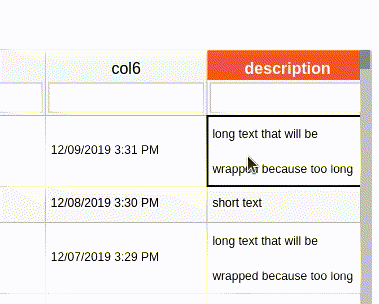 col6 description
long text that will be
12/09/2019 3:31 PM
wrapped because too long
12/08/2019 3:30 PM short text
long text that will be
12/07/2019 3:29 PM
wrapped because too long